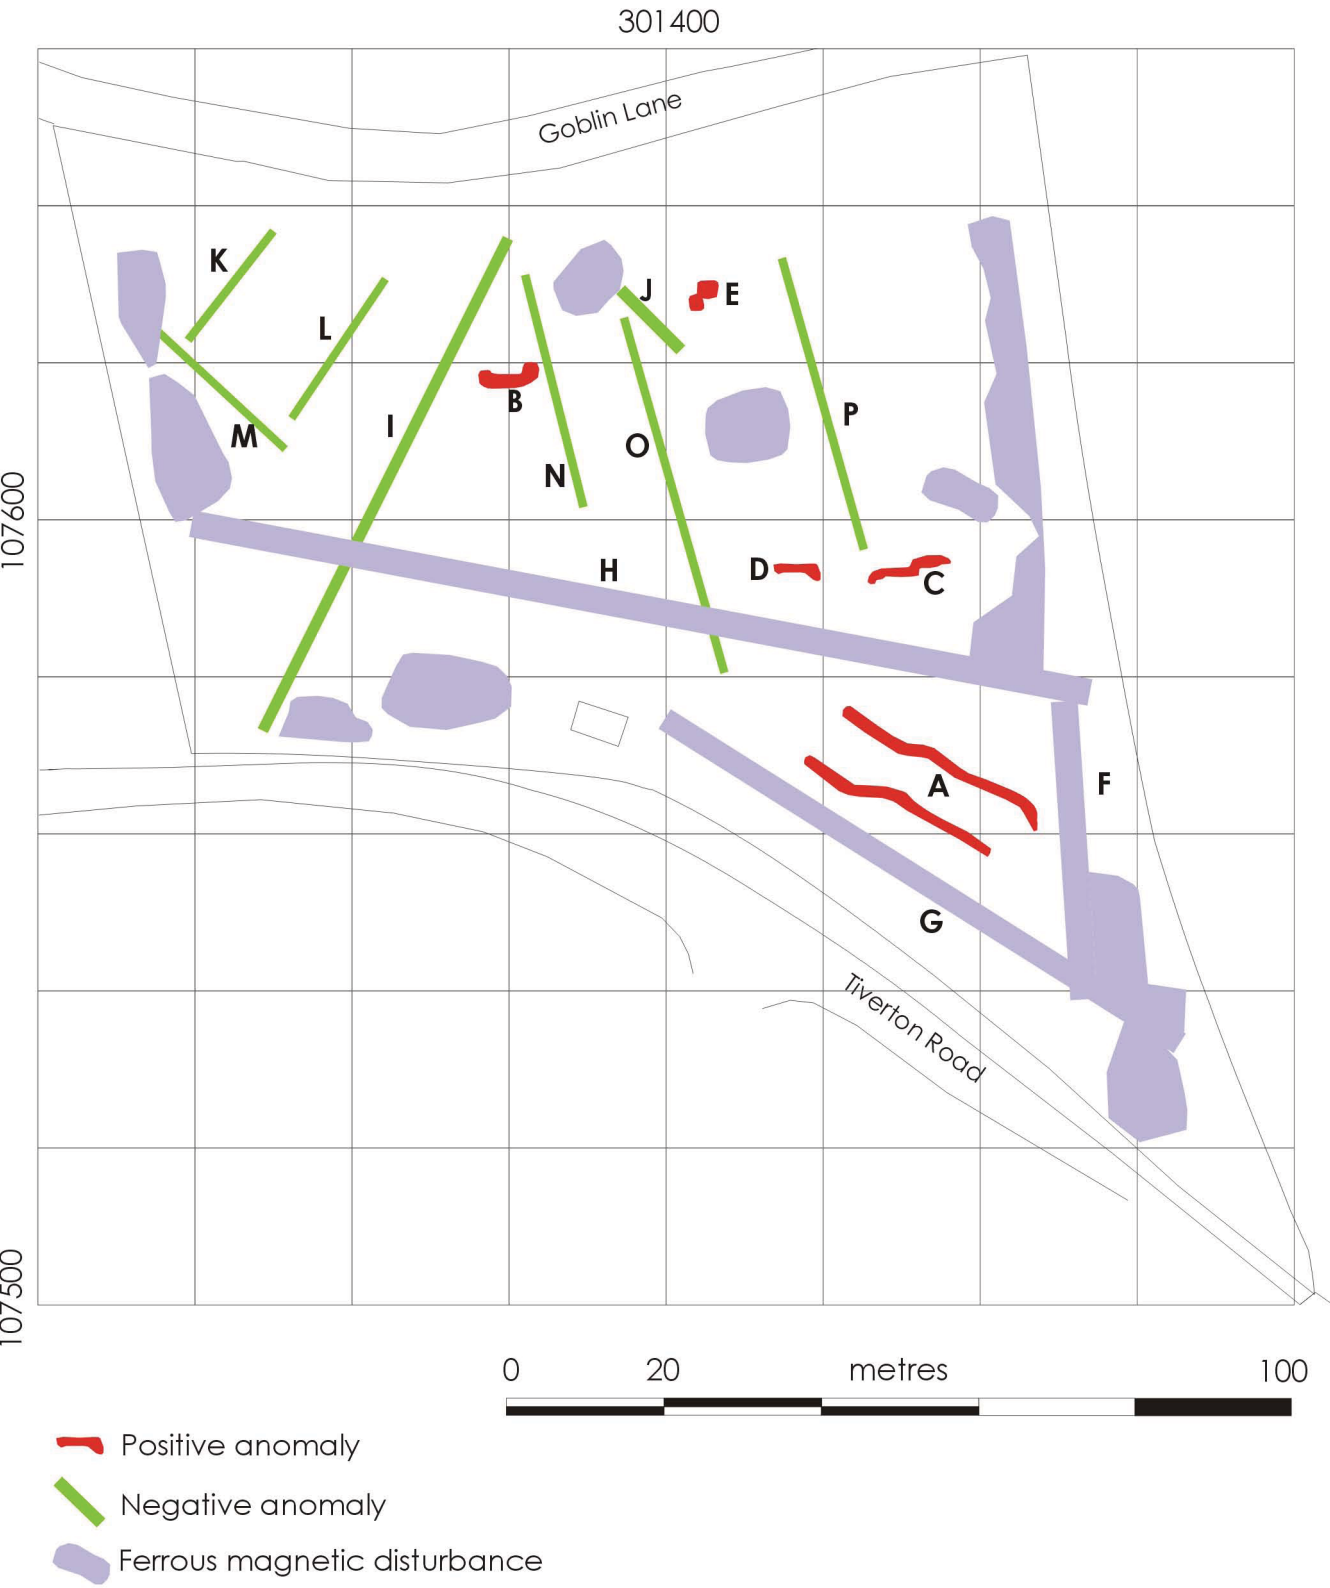 301400
Goblin Lane
K
J
E
L
B
I
P
M
O
N
107600
H
D
C
A
F
G
Tiverton Road
107500
0 20 metres 100
Positive anomaly
Negative anomaly
Ferrous magnetic disturbance